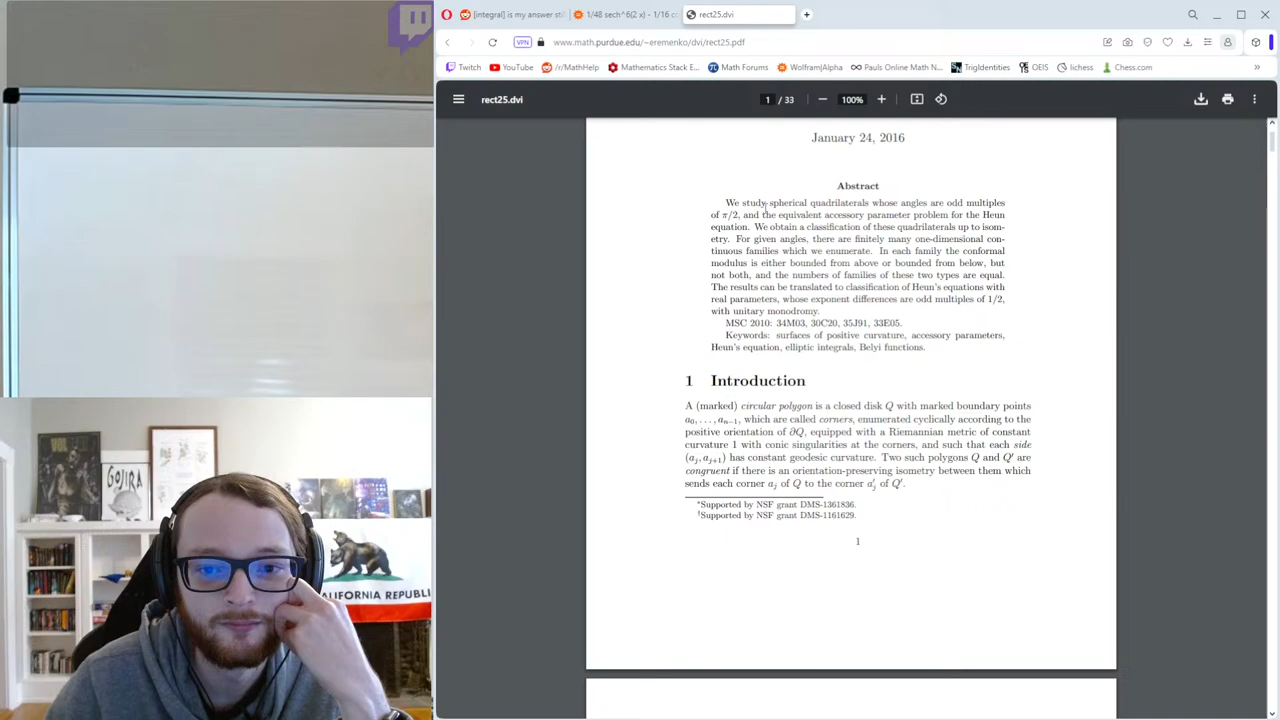 [integral] is my answer sti
1/48 sech^6(2 x) - 1/16 c
rect25.dvi
VPN
www.math.purdue.edu/~eremenko/dvi/rect25.pdf
Twitch
YouTube
/r/MathHelp
Mathematics Stack E...
Math Forums
Wolfram|Alpha
Pauls Online Math N...
TrigIdentities
OEIS
lichess
Chess.com
rect25.dvi
1 / 33
100%
January 24, 2016
Abstract
We study spherical quadrilaterals whose angles are odd multiples
of π/2, and the equivalent accessory parameter problem for the Heun
equation. We obtain a classification of these quadrilaterals up to isom-
etry. For given angles, there are finitely many one-dimensional con-
tinuous families which we enumerate. In each family the conformal
modulus is either bounded from above or bounded from below, but
not both, and the numbers of families of these two types are equal.
The results can be translated to classification of Heun's equations with
real parameters, whose exponent differences are odd multiples of 1/2,
with unitary monodromy.
MSC 2010: 34M03, 30C20, 35J91, 33E05.
Keywords: surfaces of positive curvature, accessory parameters,
Heun's equation, elliptic integrals, Belyi functions.
1 Introduction
A (marked) circular polygon is a closed disk Q with marked boundary points
a₀, . . . , aₙ₋₁, which are called corners, enumerated cyclically according to the
positive orientation of ∂Q, equipped with a Riemannian metric of constant
curvature 1 with conic singularities at the corners, and such that each side
(aⱼ, aⱼ₊₁) has constant geodesic curvature. Two such polygons Q and Q′ are
congruent if there is an orientation-preserving isometry between them which
sends each corner aⱼ of Q to the corner a′ⱼ of Q′.
*Supported by NSF grant DMS-1361836.
†Supported by NSF grant DMS-1161629.
1
VOL
GOJIRA
CALIFORNIA REPUBLI